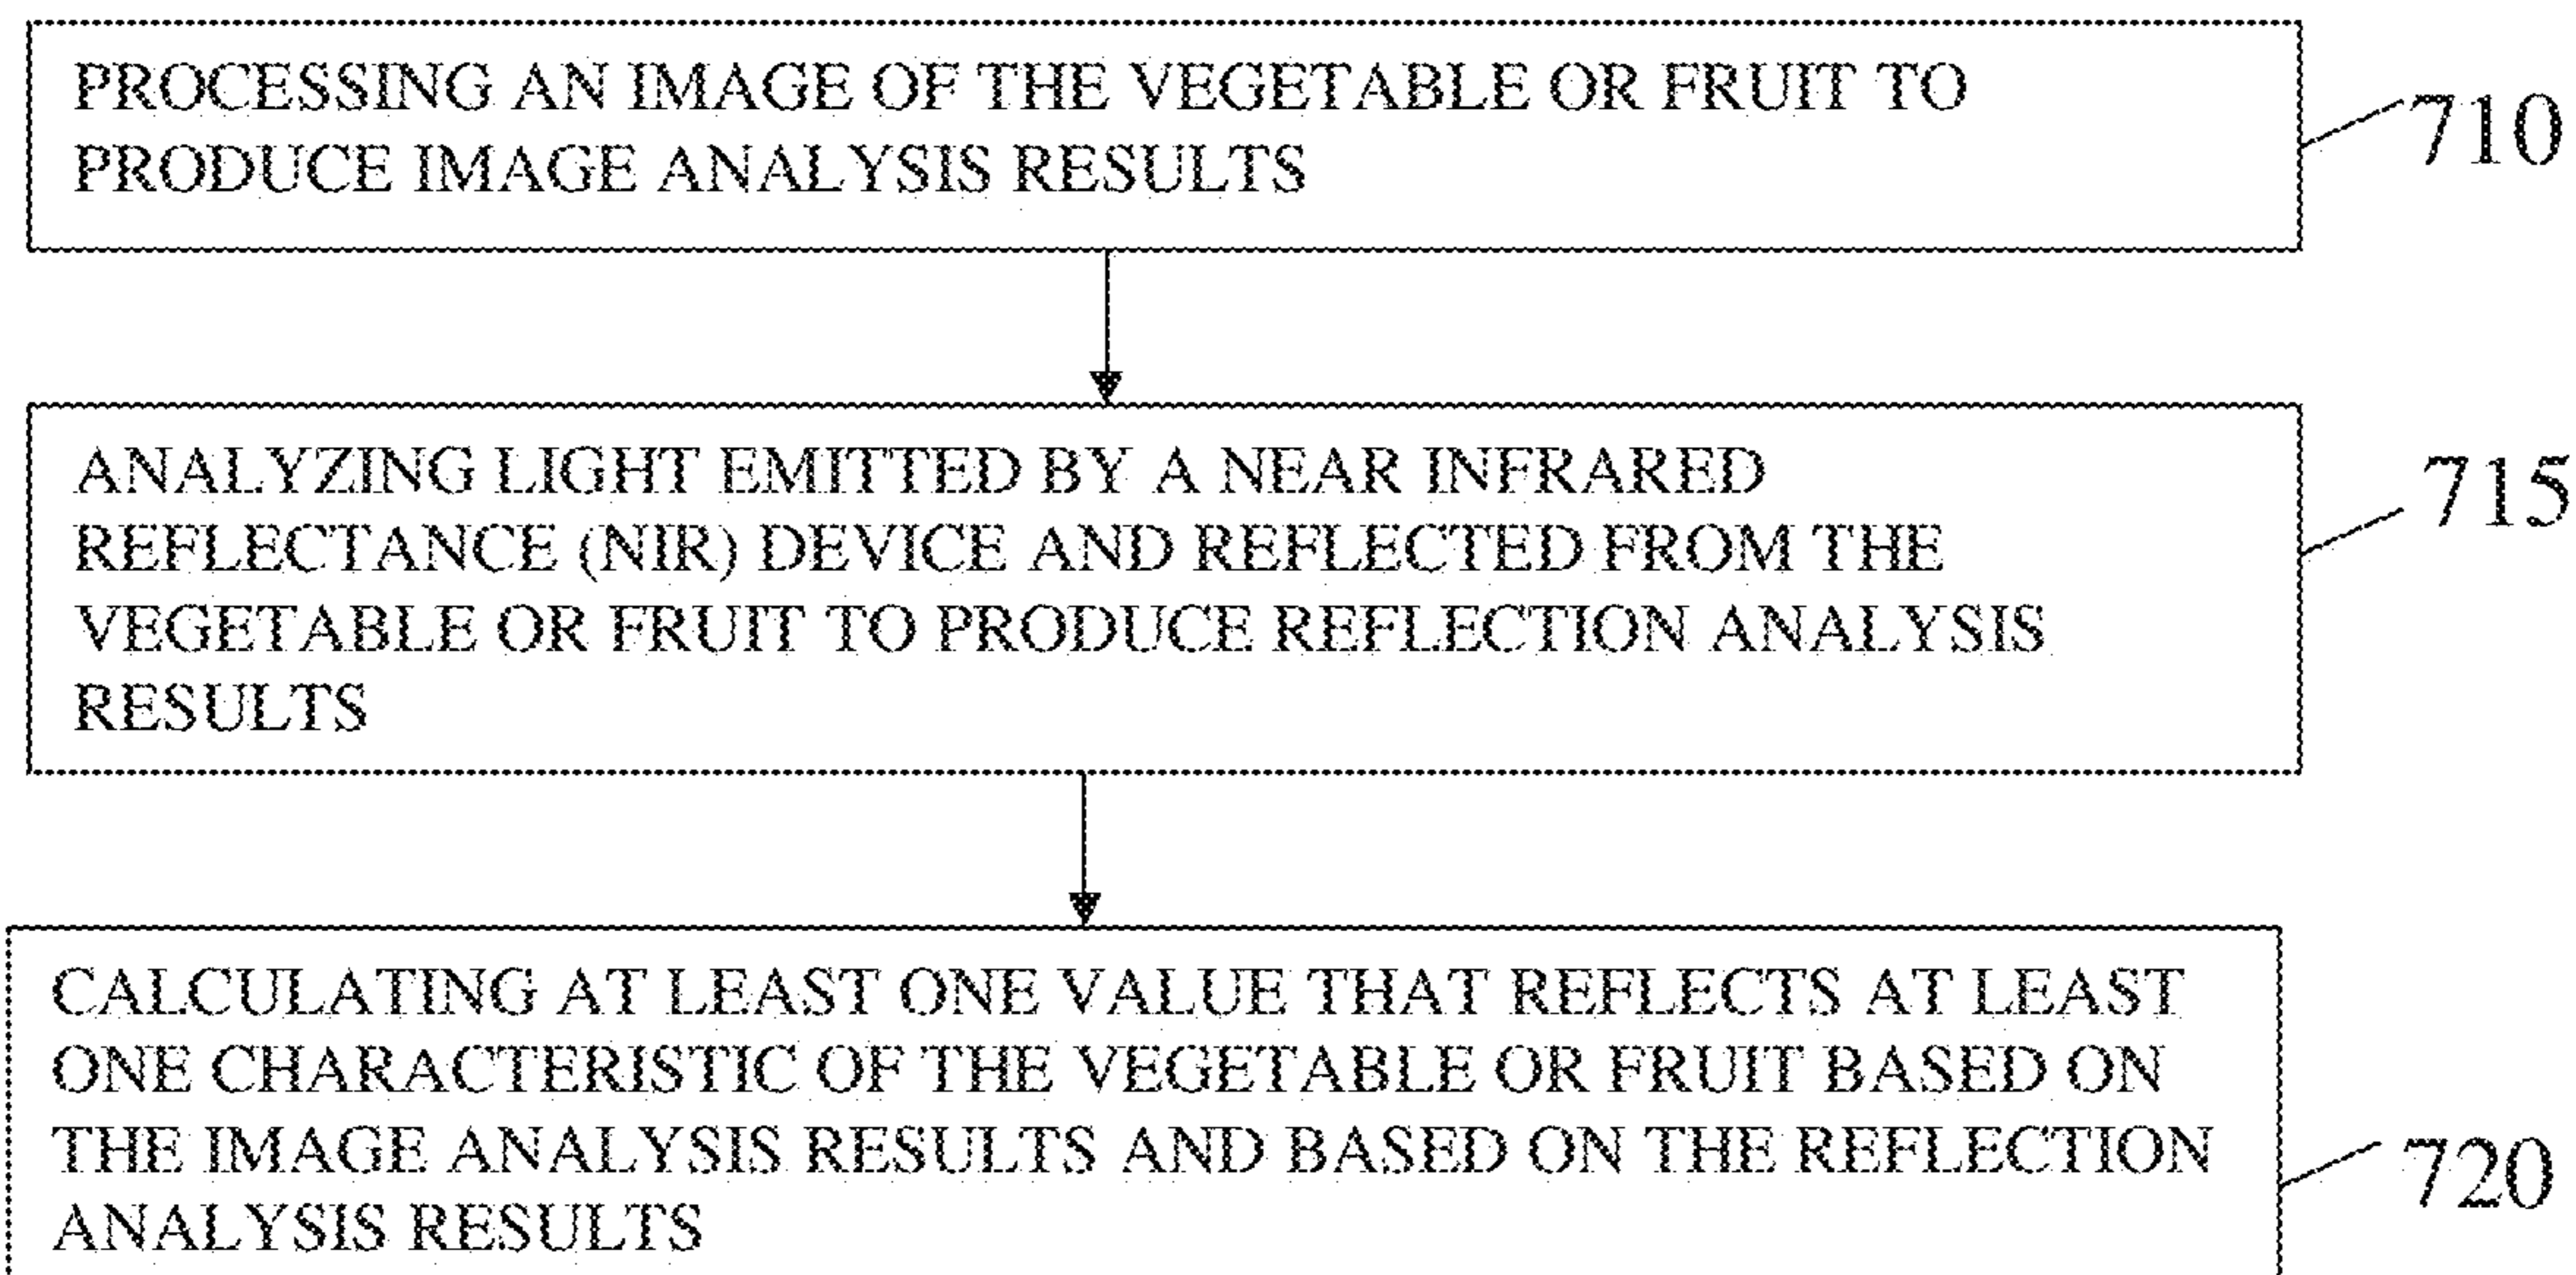 PROCESSING AN IMAGE OF THE VEGETABLE OR FRUIT TO
PRODUCE IMAGE ANALYSIS RESULTS
710
ANALYZING LIGHT EMITTED BY A NEAR INFRARED
REFLECTANCE (NIR) DEVICE AND REFLECTED FROM THE
VEGETABLE OR FRUIT TO PRODUCE REFLECTION ANALYSIS
RESULTS
715
CALCULATING AT LEAST ONE VALUE THAT REFLECTS AT LEAST
ONE CHARACTERISTIC OF THE VEGETABLE OR FRUIT BASED ON
THE IMAGE ANALYSIS RESULTS AND BASED ON THE REFLECTION
ANALYSIS RESULTS
720